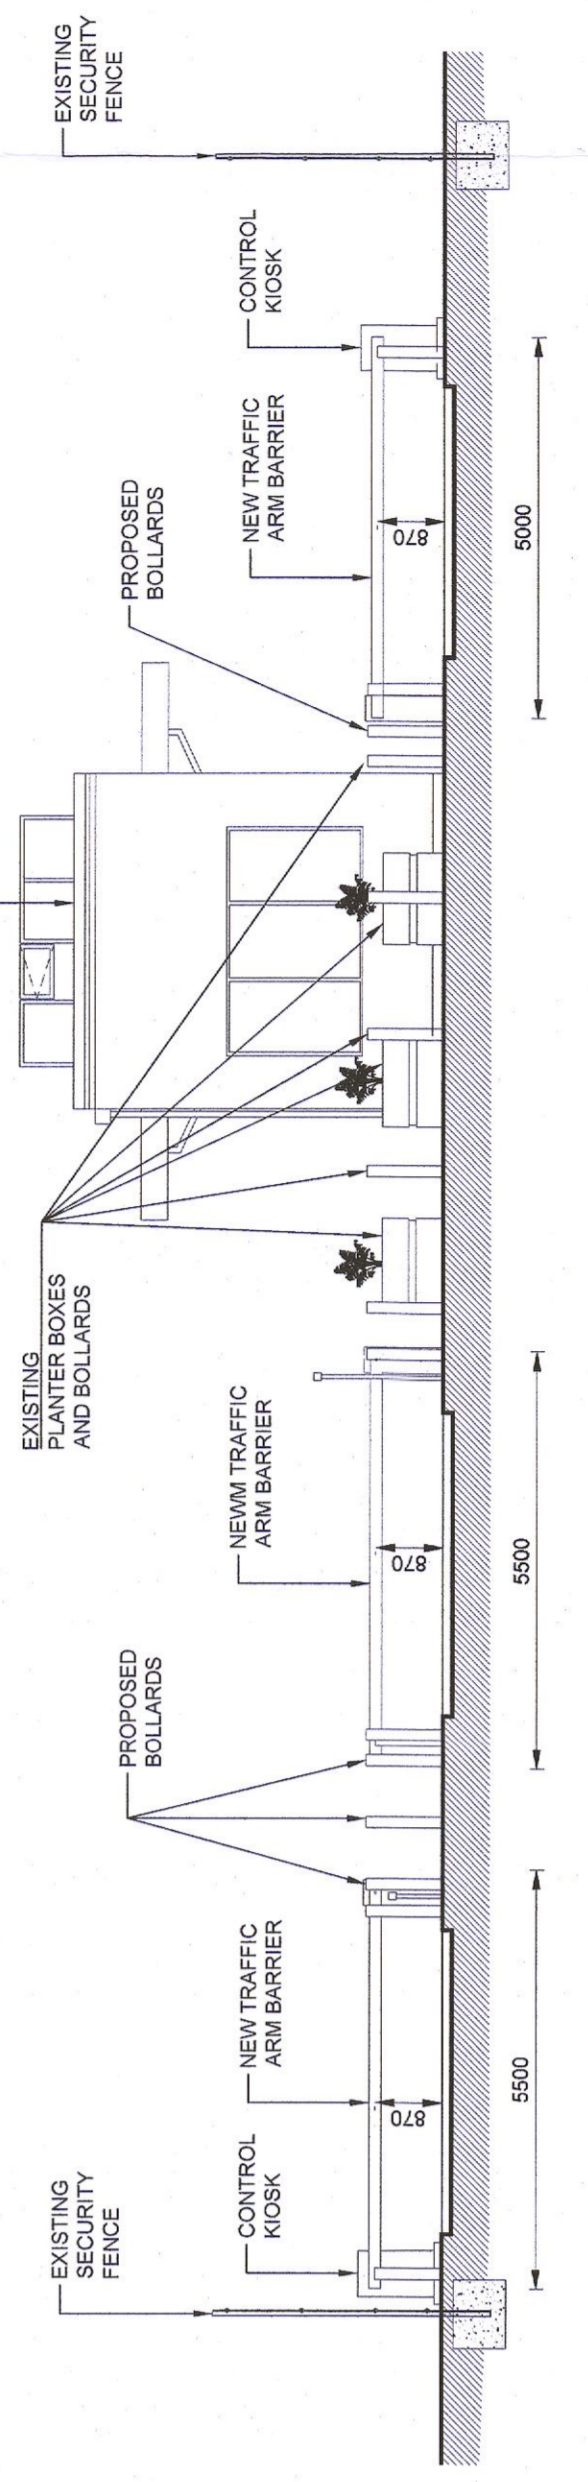 EXISTING
SECURITY
FENCE
CONTROL
KIOSK
NEW TRAFFIC
ARM BARRIER
870
5500
PROPOSED
BOLLARDS
NEWM TRAFFIC
ARM BARRIER
870
5500
EXISTING
PLANTER BOXES
AND BOLLARDS
PROPOSED
BOLLARDS
NEW TRAFFIC
ARM BARRIER
870
5000
CONTROL
KIOSK
EXISTING
SECURITY
FENCE